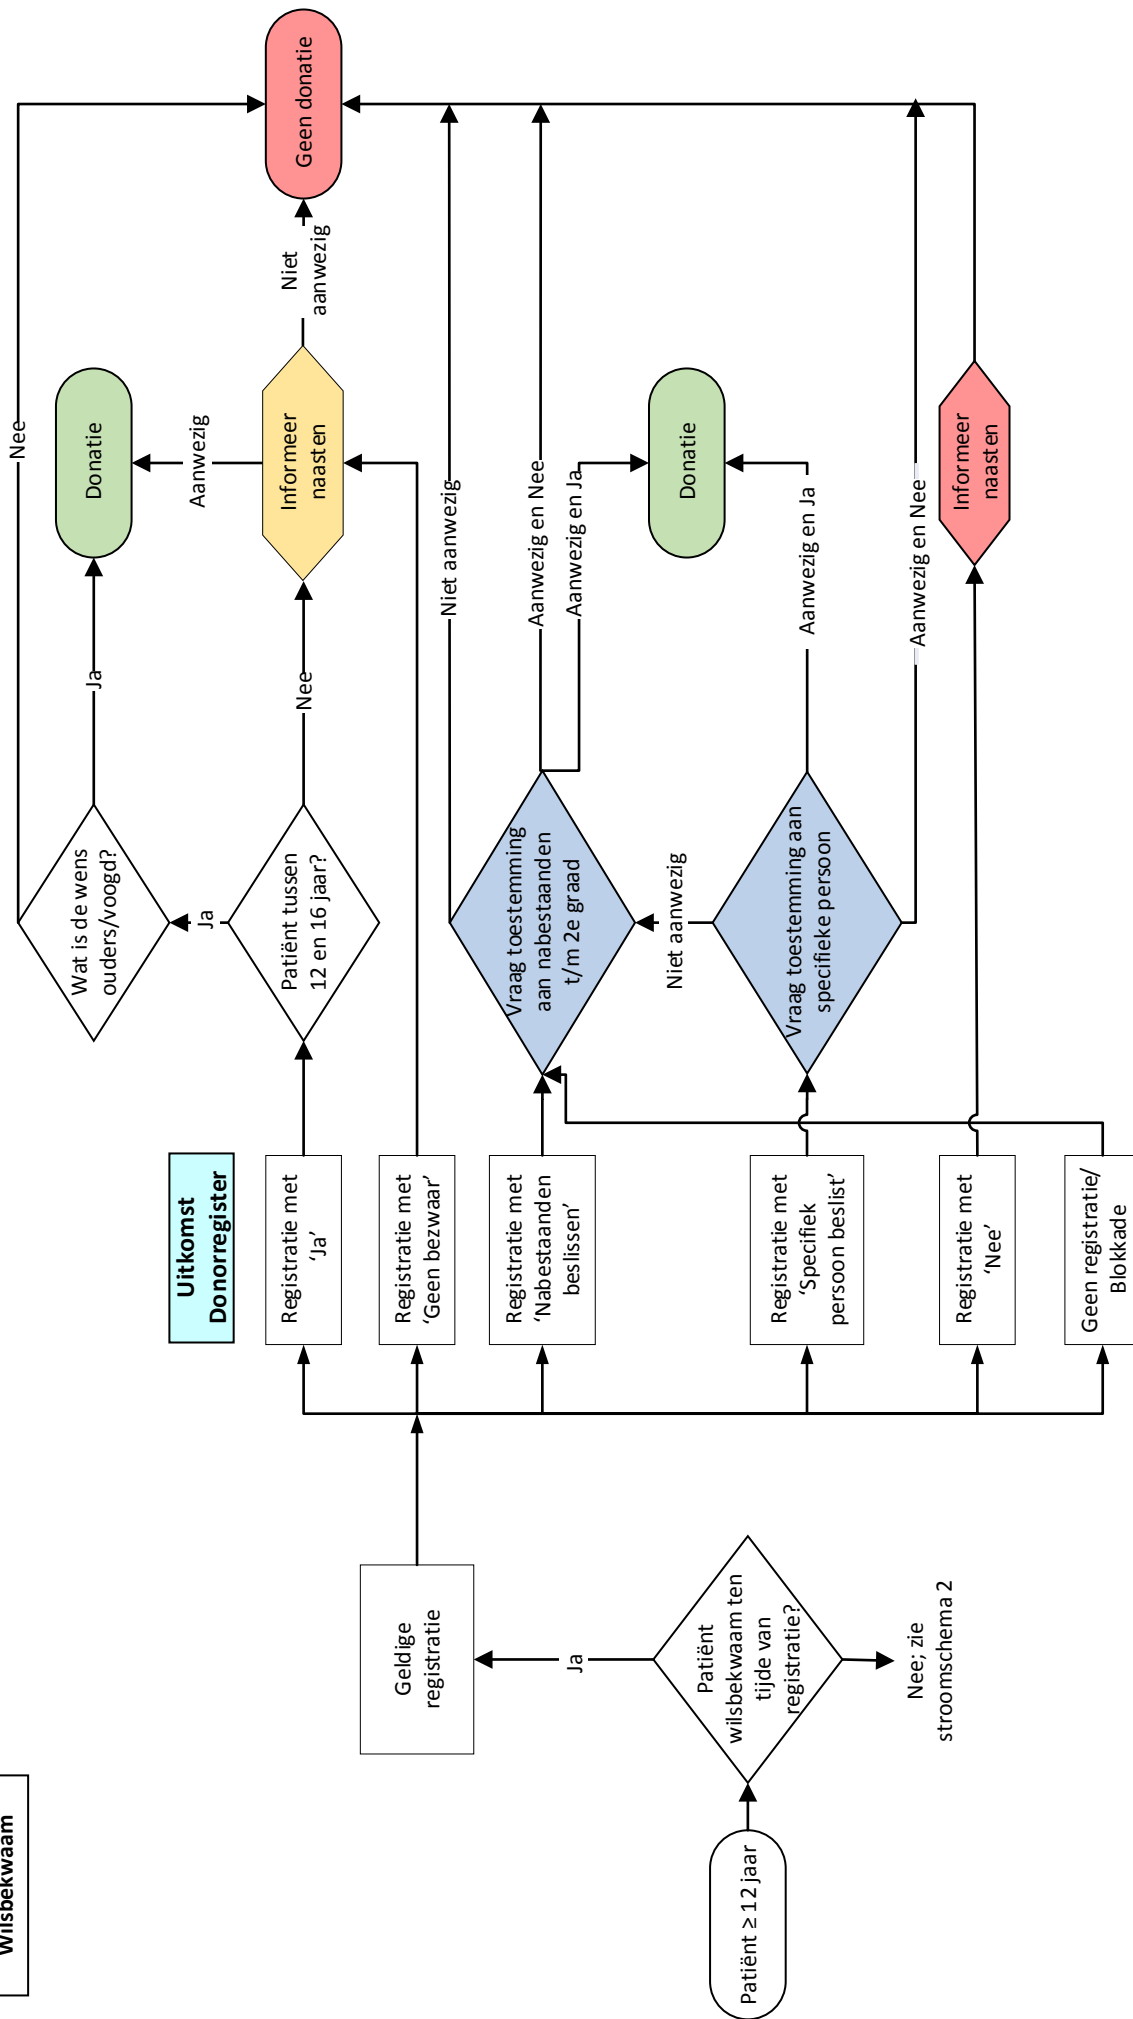 Wilsbekwaam
Patiënt ≥ 12 jaar
Patiënt
wilsbekwaam ten
tijde van
registratie?
Ja
Nee; zie
stroomschema 2
Geldige
registratie
Uitkomst
Donorregister
Registratie met
‘Ja’
Registratie met
‘Geen bezwaar’
Registratie met
‘Nabestaanden
beslissen’
Registratie met
‘Specifiek
persoon beslist’
Registratie met
‘Nee’
Geen registratie/
Blokkade
Wat is de wens
ouders/voogd?
Ja
Patiënt tussen
12 en 16 jaar?
Vraag toestemming
aan nabestaanden
t/m 2e graad
Niet aanwezig
Vraag toestemming aan
specifieke persoon
Nee
Ja
Nee
Niet aanwezig
Aanwezig en Nee
Aanwezig en Ja
Aanwezig en Ja
Aanwezig en Nee
Donatie
Aanwezig
Informeer
naasten
Niet
aanwezig
Donatie
Informeer
naasten
Geen donatie